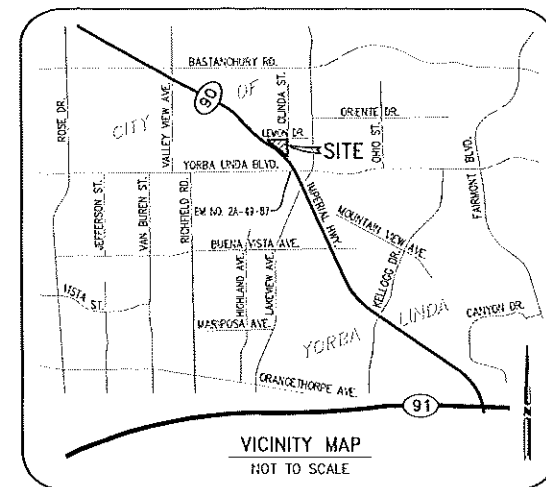 BASTANCHURY RD.
ROSE DR.
CITY
VALLEY VIEW AVE.
90
OF
OLINDA ST.
LEMON DR.
ORIENTE DR.
OHIO ST.
SITE
FAIRMONT BLVD.
YORBA LINDA BLVD.
JEFFERSON ST.
VAN BUREN ST.
RICHFIELD RD.
BM NO. 2A-49-87
IMPERIAL HWY.
MOUNTAIN VIEW AVE.
BUENA VISTA AVE.
HIGHLAND AVE.
LAKEVIEW AVE.
KELLOGG DR.
VISTA ST.
MARIPOSA AVE.
YORBA
LINDA
CANYON DR.
ORANGETHORPE AVE.
91
N
VICINITY MAP
NOT TO SCALE